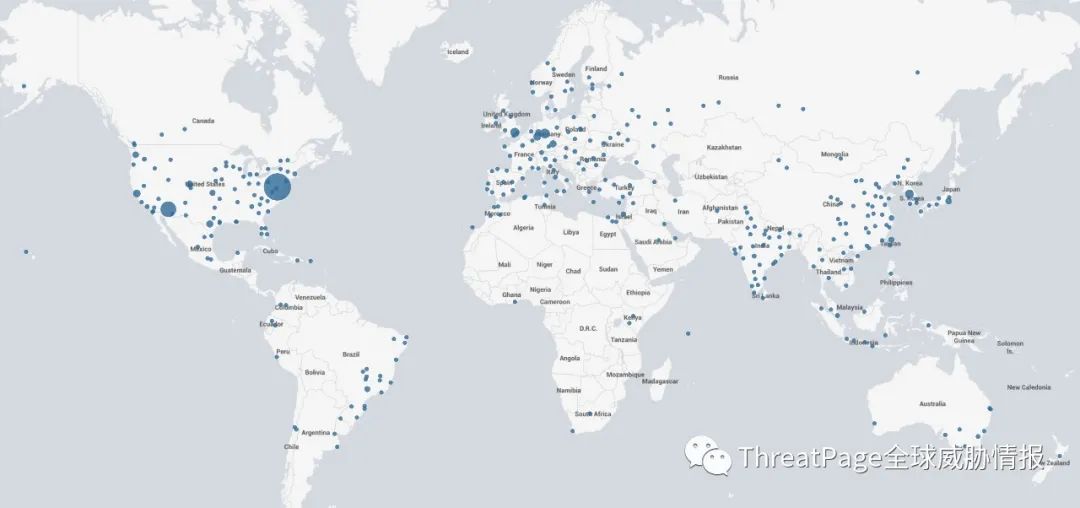 Iceland
Finland
Sweden
Norway
Russia
United Kingdom
Ireland
Canada
Poland
Ukraine
France
Romania
Kazakhstan
Mongolia
Italy
Spain
Greece
Turkey
Uzbekistan
N. Korea
S. Korea
Japan
China
United States
Morocco
Tunisia
Israel
Iraq
Iran
Afghanistan
Pakistan
Nepal
Algeria
Libya
Egypt
Saudi Arabia
India
Taiwan
Mexico
Cuba
Guatemala
Mali
Niger
Chad
Sudan
Yemen
Vietnam
Thailand
Philippines
Venezuela
Colombia
Ghana
Nigeria
Cameroon
Ethiopia
Sri Lanka
Malaysia
Ecuador
Kenya
D.R.C.
Tanzania
Indonesia
Papua New
Guinea
Solomon
Is.
Peru
Brazil
Bolivia
Angola
Mozambique
Madagascar
Namibia
New Caledonia
Australia
South Africa
Argentina
Chile
ThreatPage全球威胁情报
New Zealand